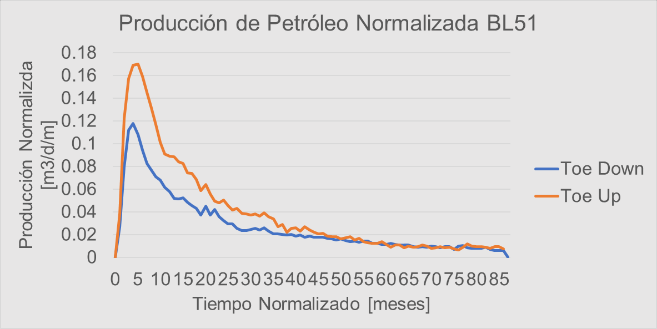 Producción de Petróleo Normalizada BL51
Producción Normalizda
[m3/d/m]
0.18
0.16
0.14
0.12
0.1
0.08
0.06
0.04
0.02
0
0 5 10 15 20 25 30 35 40 45 50 55 60 65 70 75 80 85
Tiempo Normalizado [meses]
Toe Down
Toe Up